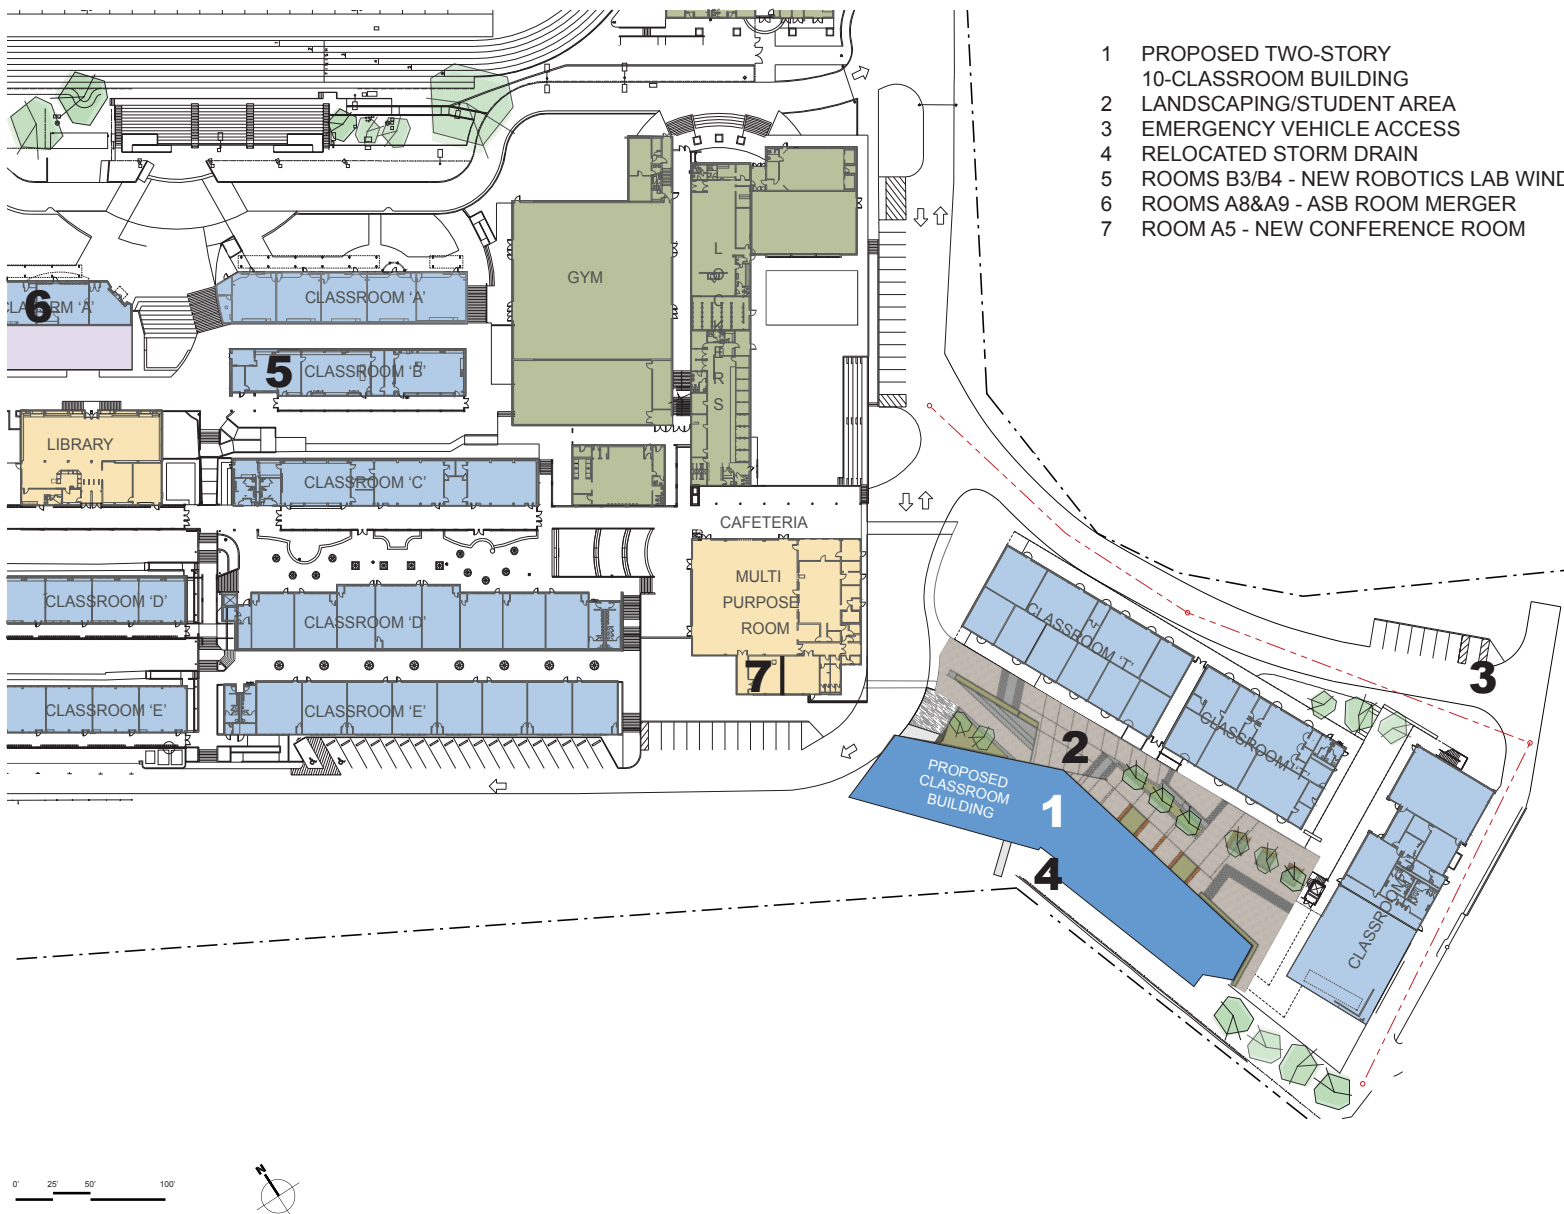 1 PROPOSED TWO-STORY
10-CLASSROOM BUILDING
2 LANDSCAPING/STUDENT AREA
3 EMERGENCY VEHICLE ACCESS
4 RELOCATED STORM DRAIN
5 ROOMS B3/B4 - NEW ROBOTICS LAB WIND
6 ROOMS A8&A9 - ASB ROOM MERGER
7 ROOM A5 - NEW CONFERENCE ROOM
GYM
LOCKERS
6
CLASSROOM 'A'
5
CLASSROOM 'B'
LIBRARY
CLASSROOM 'C'
CAFETERIA
MULTI
PURPOSE
ROOM
CLASSROOM 'D'
CLASSROOM 'D'
CLASSROOM 'T'
7
3
CLASSROOM 'E'
CLASSROOM 'E'
2
CLASSROOM
PROPOSED
CLASSROOM
BUILDING
1
4
CLASSROOM
N
0' 25' 50' 100'